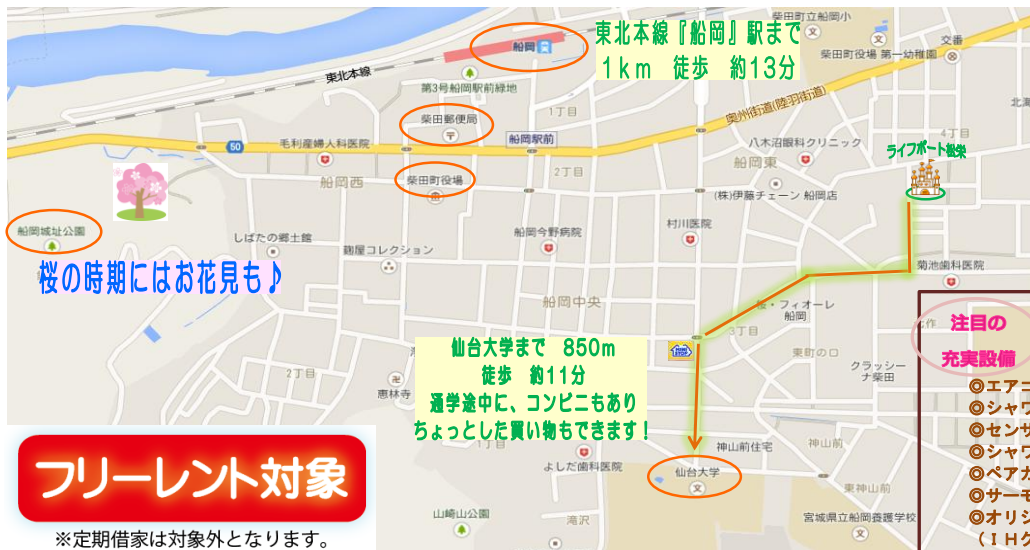 柴田町立船岡小
東北本線『船岡』駅まで
1km 徒歩 約13分
船岡
交番
柴田町役場 第一幼稚園
東北本線
第3号船岡駅前緑地
奥州街道(陸羽街道)
北海
柴田郵便局
1丁目
船岡駅前
4丁目
50
毛利産婦人科医院
八木沼眼科クリニック
ライフポート松栄
船岡西
柴田町役場
2丁目
船岡東
(株)伊藤チェーン 船岡店
船岡城址公園
しばたの郷土館
麹屋コレクション
船岡今野病院
村川医院
桜の時期にはお花見も♪
菊池歯科医院
船岡中央
桜・フィオーレ
船岡
3丁目
注目の
充実設備
仙台大学まで 850m
徒歩 約11分
通学途中に、コンビニもあり
ちょっとした買い物もできます!
MINI
STOP
東町の口
クラッシー
ナ柴田
2丁目
恵林寺
◎エアコ
◎シャワ
◎センサ
◎シャワ
◎ペアガ
◎サーモ
◎オリジ
(IHク
1丁目
よしだ歯科医院
神山前住宅
神山前
仙台大学
東神山前
フリーレント対象
※定期借家は対象外となります。
山崎山公園
滝沢
宮城県立船岡養護学校